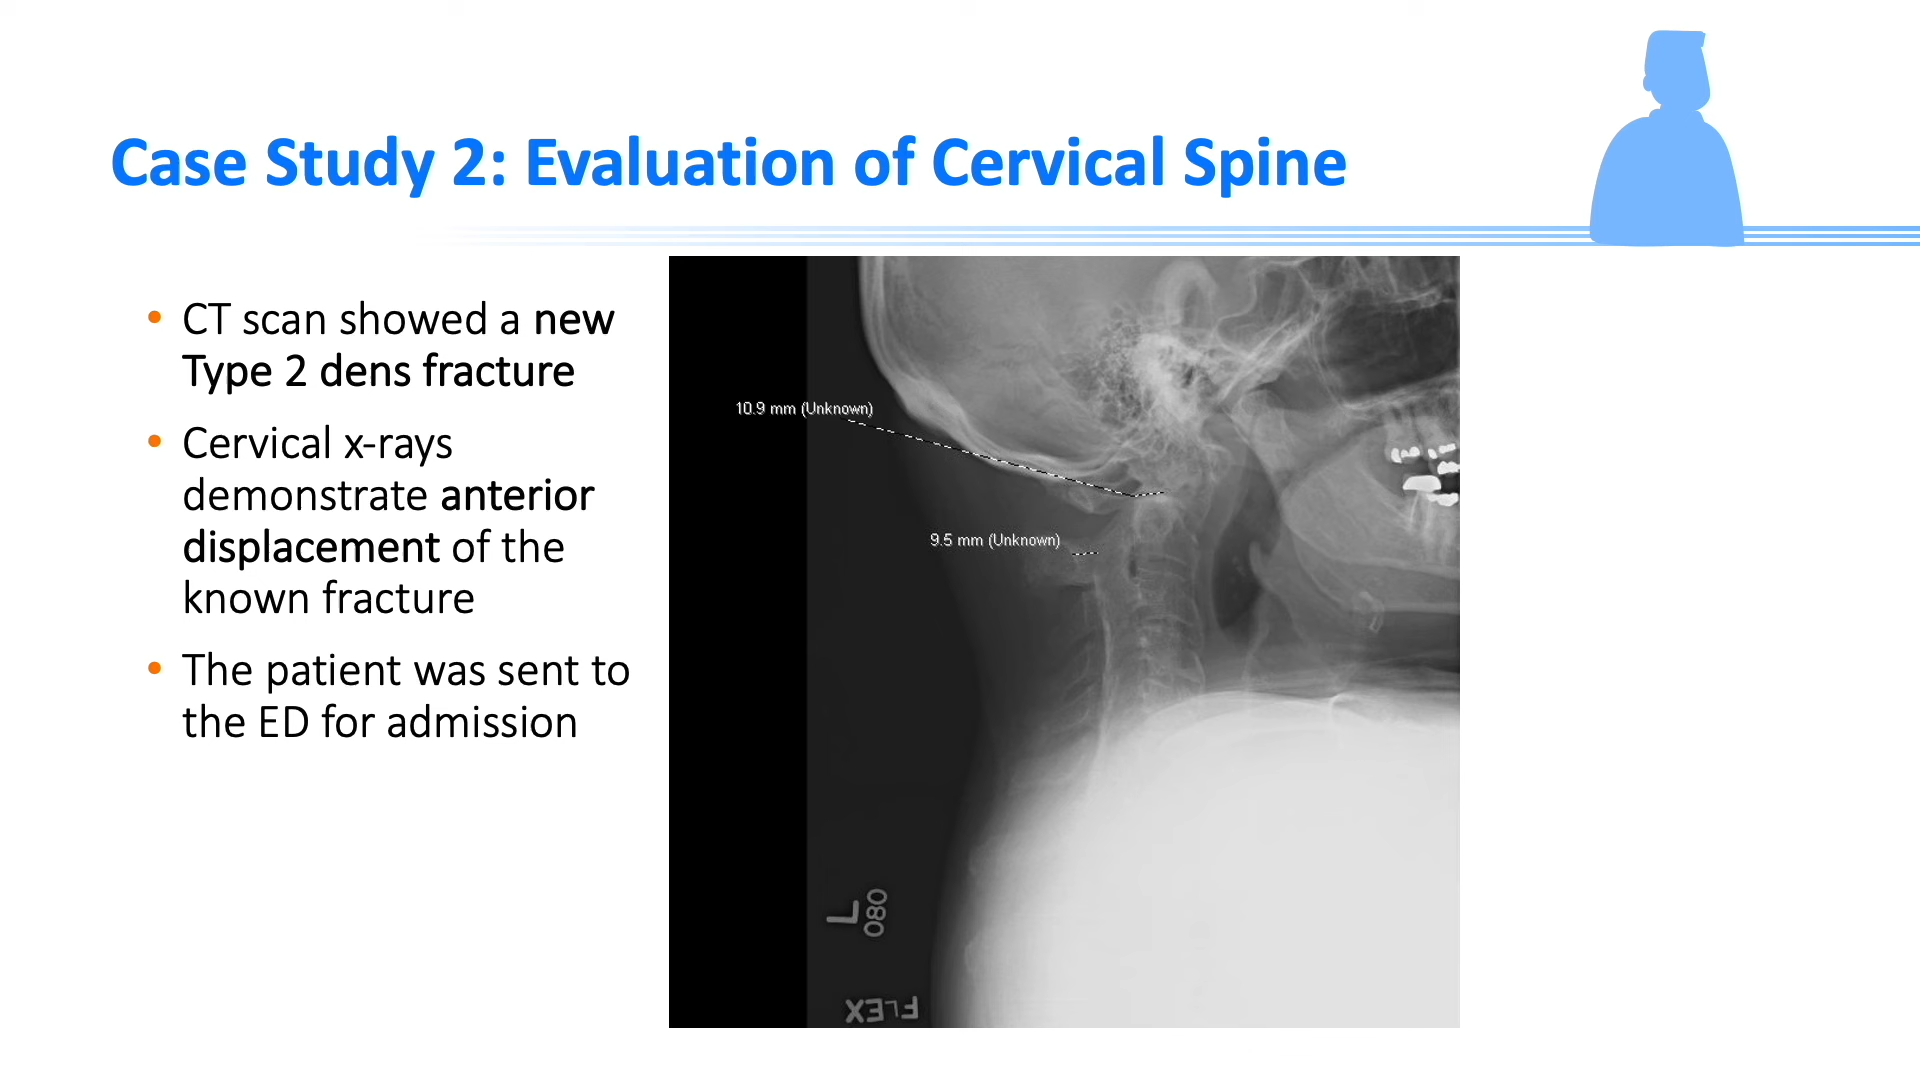 Case Study 2: Evaluation of Cervical Spine
• CT scan showed a new
Type 2 dens fracture
• Cervical x-rays
demonstrate anterior
displacement of the
known fracture
• The patient was sent to
the ED for admission
10.9 mm (Unknown)
9.5 mm (Unknown)
L
080
FLEX